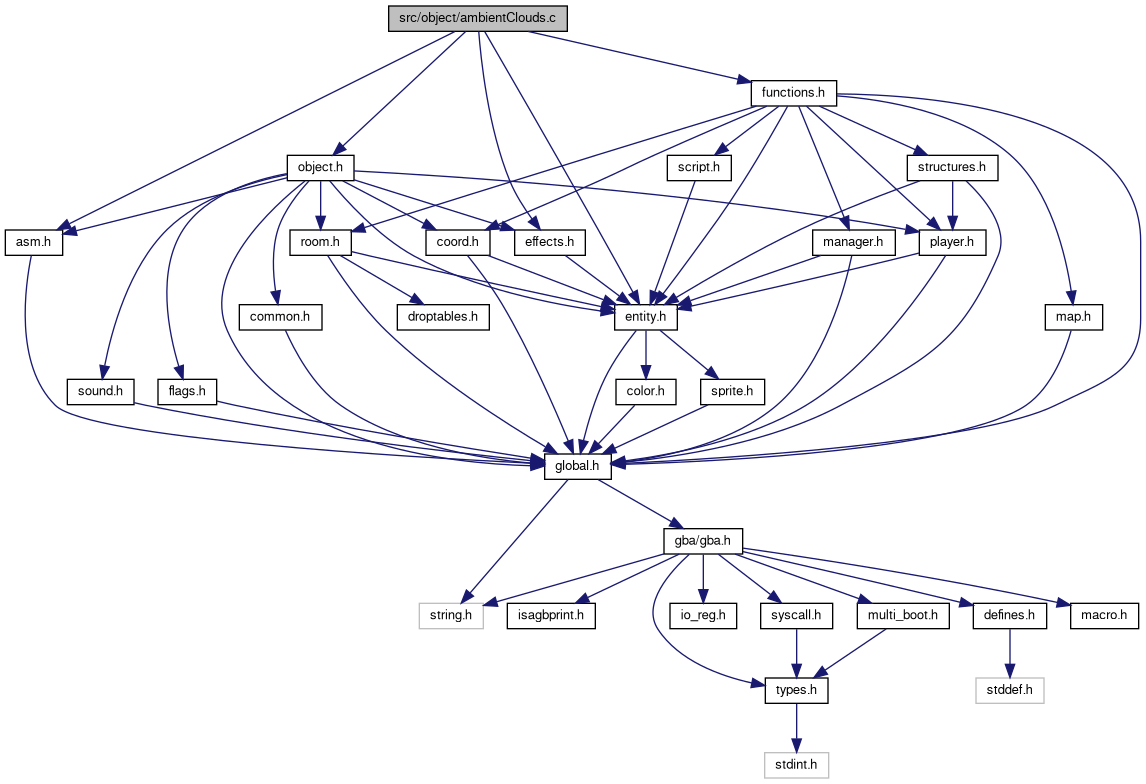 src/object/ambientClouds.c
functions.h
object.h
script.h
structures.h
asm.h
room.h
coord.h
effects.h
manager.h
player.h
common.h
droptables.h
entity.h
map.h
sound.h
flags.h
color.h
sprite.h
global.h
gba/gba.h
string.h
isagbprint.h
io_reg.h
syscall.h
multi_boot.h
defines.h
macro.h
types.h
stddef.h
stdint.h